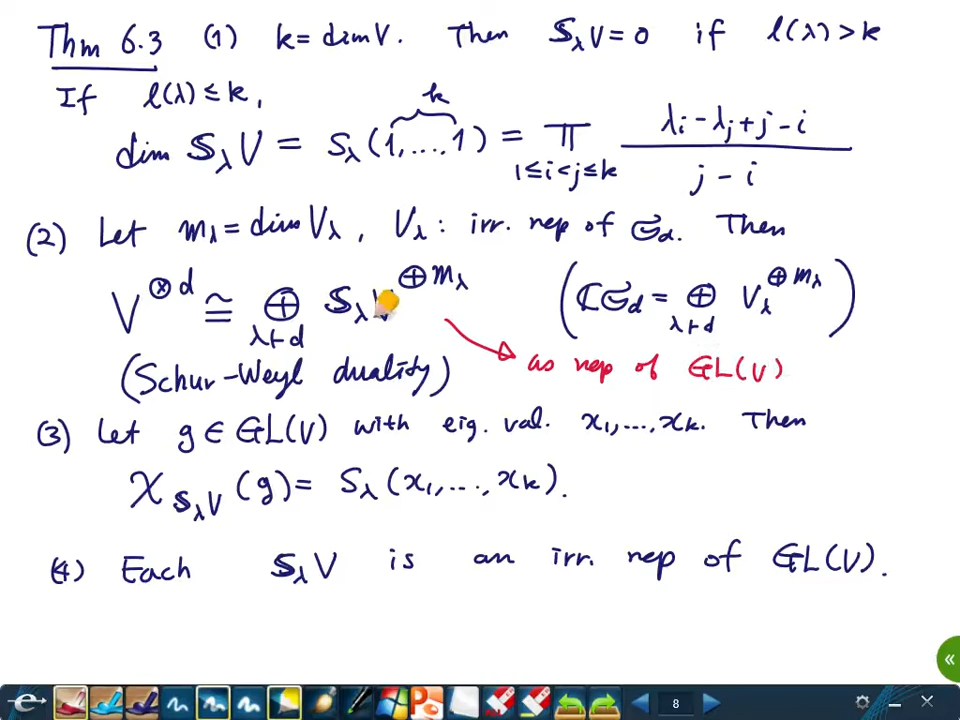 Thm 6.3 (1) k = dim V. Then 𝕊_λ V = 0 if l(λ) > k
If l(λ) ≤ k,
dim 𝕊_λ V = S_λ(1, ..., 1) [k] = ∏_{1≤i<j≤k} (λ_i - λ_j + j - i) / (j - i)
(2) Let m_λ = dim V_λ, V_λ : irr. rep of 𝔖_d. Then
V^{⊗d} ≅ ⊕_{λ⊢d} 𝕊_λ V^{⊕m_λ} (ℂ𝔖_d = ⊕_{λ⊢d} V_λ^{⊕m_λ})
(Schur-Weyl duality) → as rep of GL(V)
(3) Let g ∈ GL(V) with eig. val. x_1, ..., x_k. Then
χ_{𝕊_λ V}(g) = S_λ(x_1, ..., x_k).
(4) Each 𝕊_λ V is an irr. rep of GL(V).
8